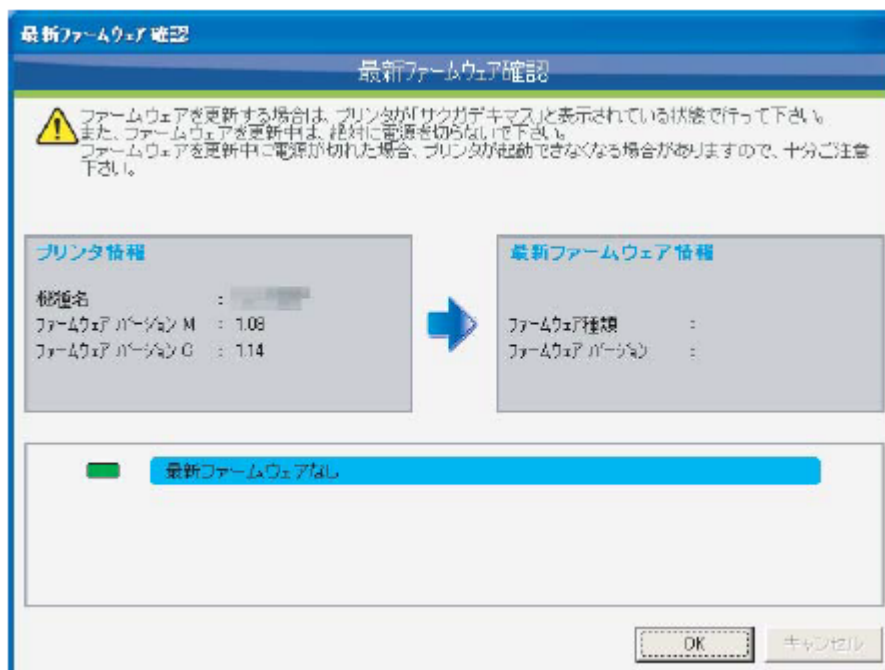 最新ファームウェア確認
最新ファームウェア確認
ファームウェアを更新する場合は、プリンタが「サクガデキマス」と表示されている状態で行って下さい。
また、ファームウェアを更新中は、絶対に電源を切らないで下さい。
ファームウェアを更新中に電源が切れた場合、プリンタが起動できなくなる場合がありますので、十分ご注意
下さい。
プリンタ情報
機種名 :
ファームウェア バージョン M : 1.08
ファームウェア バージョン G : 1.14
最新ファームウェア情報
ファームウェア種類 :
ファームウェア バージョン :
最新ファームウェアなし
OK
キャンセル